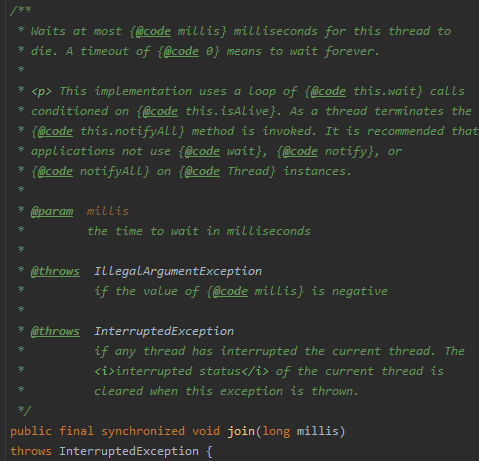 /**
 * Waits at most {@code millis} milliseconds for this thread to
 * die. A timeout of {@code 0} means to wait forever.
 *
 * <p> This implementation uses a loop of {@code this.wait} calls
 * conditioned on {@code this.isAlive}. As a thread terminates the
 * {@code this.notifyAll} method is invoked. It is recommended that
 * applications not use {@code wait}, {@code notify}, or
 * {@code notifyAll} on {@code Thread} instances.
 *
 * @param  millis
 *         the time to wait in milliseconds
 *
 * @throws  IllegalArgumentException
 *          if the value of {@code millis} is negative
 *
 * @throws  InterruptedException
 *          if any thread has interrupted the current thread. The
 *          <i>interrupted status</i> of the current thread is
 *          cleared when this exception is thrown.
 */
public final synchronized void join(long millis)
throws InterruptedException {